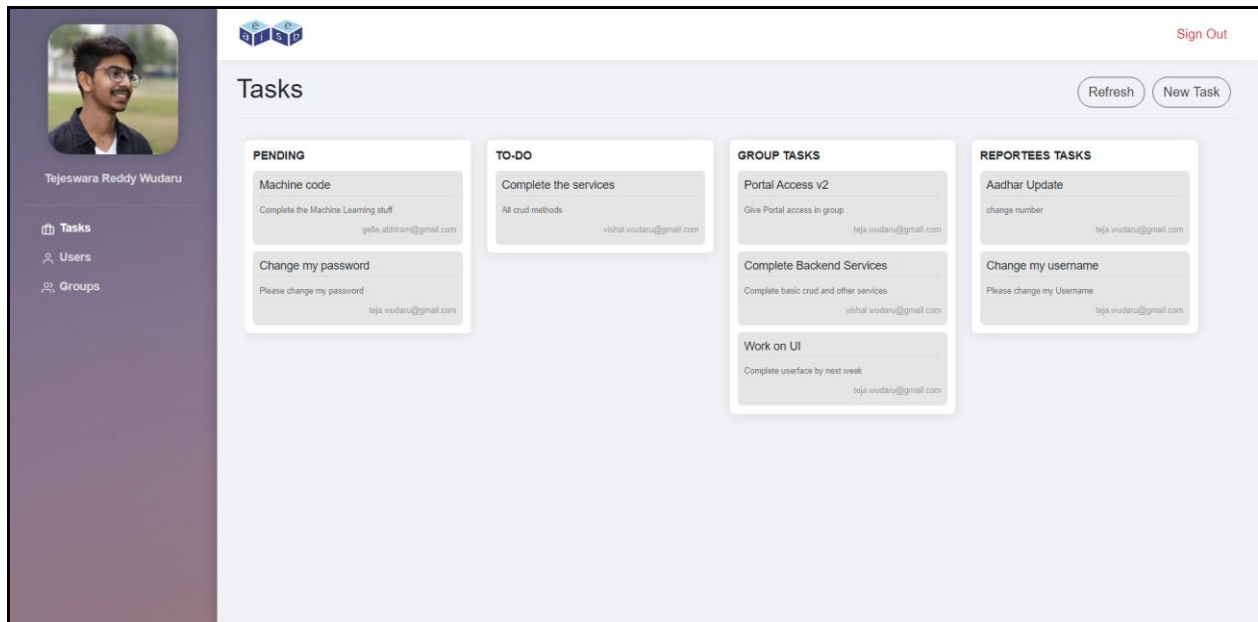 e e
a i s p
Sign Out
Tejeswara Reddy Wudaru
Tasks
Users
Groups
Tasks
Refresh
New Task
PENDING
Machine code
Complete the Machine Learning stuff
gelle.abhiram@gmail.com
Change my password
Please change my password
teja.wudaru@gmail.com
TO-DO
Complete the services
All crud methods
vishal.wudaru@gmail.com
GROUP TASKS
Portal Access v2
Give Portal access in group
teja.wudaru@gmail.com
Complete Backend Services
Complete basic crud and other services
vishal.wudaru@gmail.com
Work on UI
Complete userface by next week
teja.wudaru@gmail.com
REPORTEES TASKS
Aadhar Update
change number
teja.wudaru@gmail.com
Change my username
Please change my Username
teja.wudaru@gmail.com